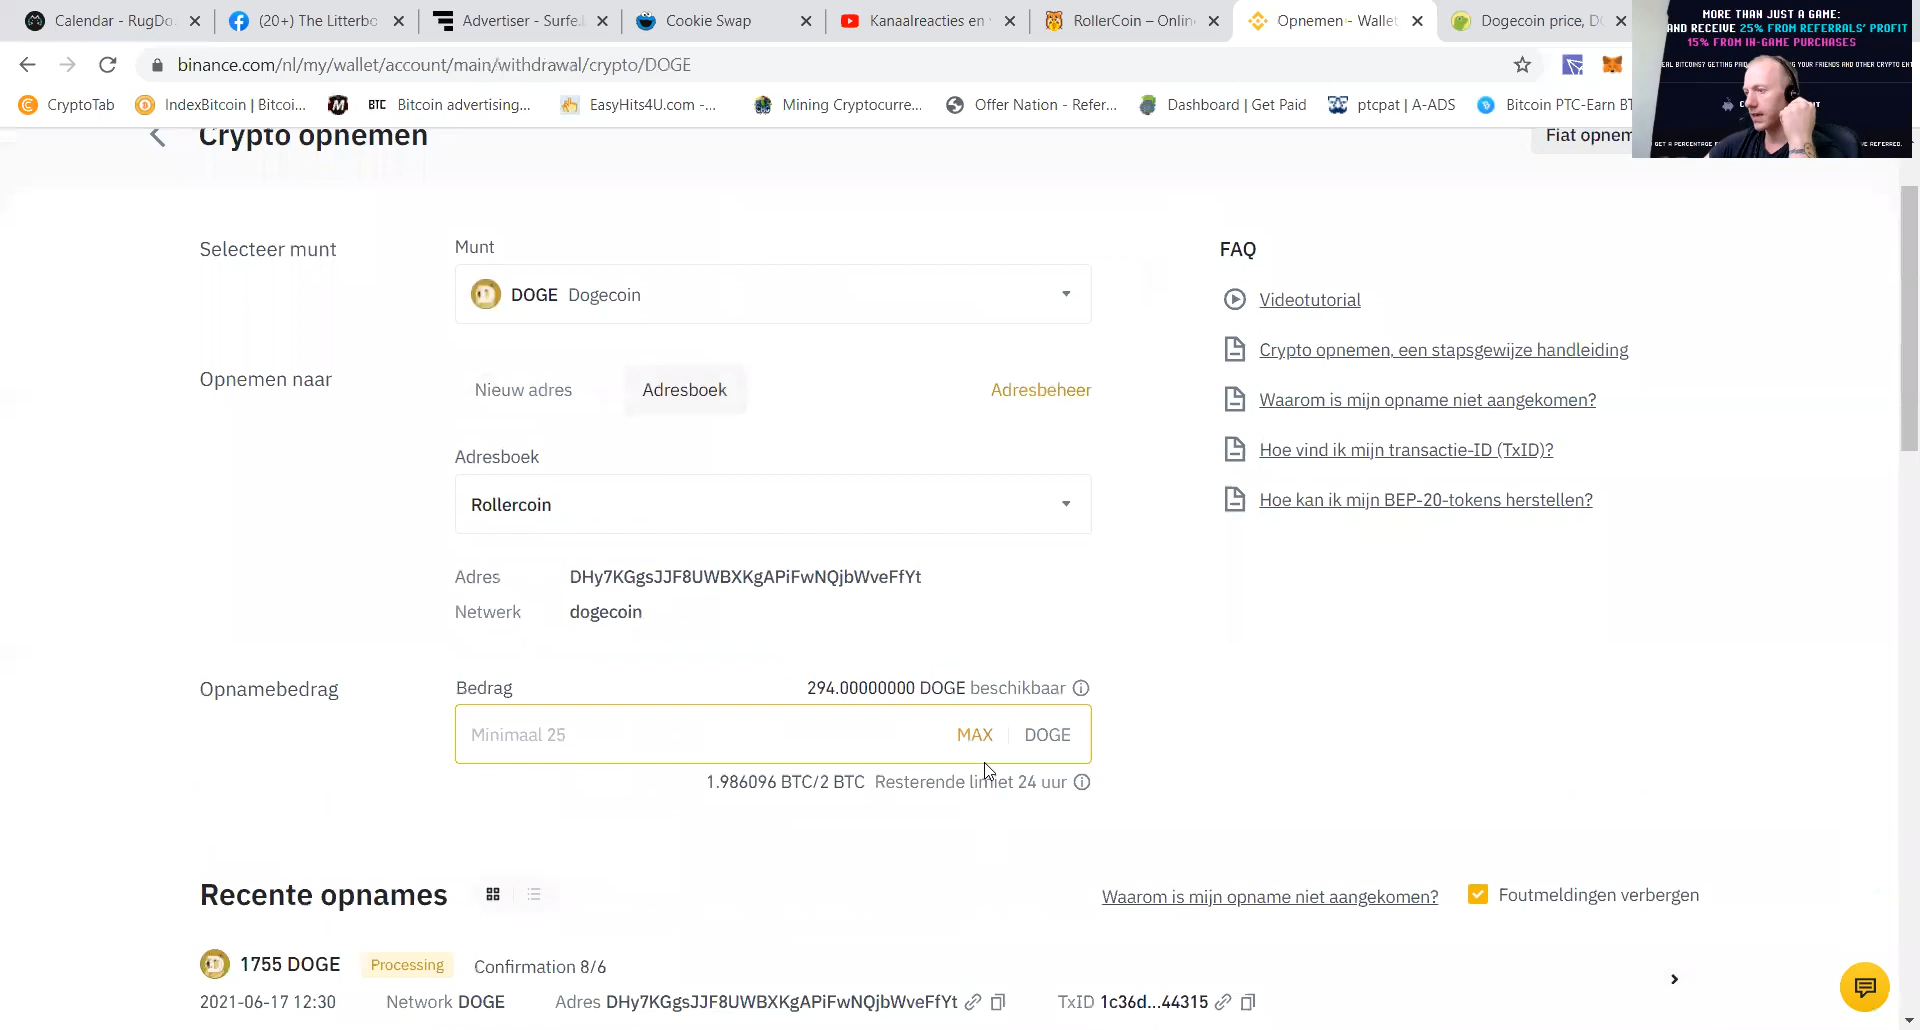 Calendar - RugDo
(20+) The Litterbo
Advertiser - Surfe.
Cookie Swap
Kanaalreacties en
RollerCoin – Onlin
Opnemen - Wallet
Dogecoin price, D
MORE THAN JUST A GAME:
AND RECEIVE 25% FROM REFERRALS' PROFIT
15% FROM IN-GAME PURCHASES
binance.com/nl/my/wallet/account/main/withdrawal/crypto/DOGE
CryptoTab
IndexBitcoin | Bitcoi...
BTC Bitcoin advertising...
EasyHits4U.com -...
Mining Cryptocurre...
Offer Nation - Refer...
Dashboard | Get Paid
ptcpat | A-ADS
Bitcoin PTC-Earn BT
Crypto opnemen
Fiat opnem
Selecteer munt
Munt
DOGE Dogecoin
Opnemen naar
Nieuw adres
Adresboek
Adresbeheer
Adresboek
Rollercoin
Adres DHy7KGgsJJF8UWBXKgAPiFwNQjbWveFfYt
Netwerk dogecoin
FAQ
Videotutorial
Crypto opnemen, een stapsgewijze handleiding
Waarom is mijn opname niet aangekomen?
Hoe vind ik mijn transactie-ID (TxID)?
Hoe kan ik mijn BEP-20-tokens herstellen?
Opnamebedrag
Bedrag 294.00000000 DOGE beschikbaar
Minimaal 25 MAX DOGE
1.986096 BTC/2 BTC Resterende limiet 24 uur
Recente opnames
Waarom is mijn opname niet aangekomen?
Foutmeldingen verbergen
1755 DOGE Processing Confirmation 8/6
2021-06-17 12:30 Network DOGE Adres DHy7KGgsJJF8UWBXKgAPiFwNQjbWveFfYt TxID 1c36d...44315